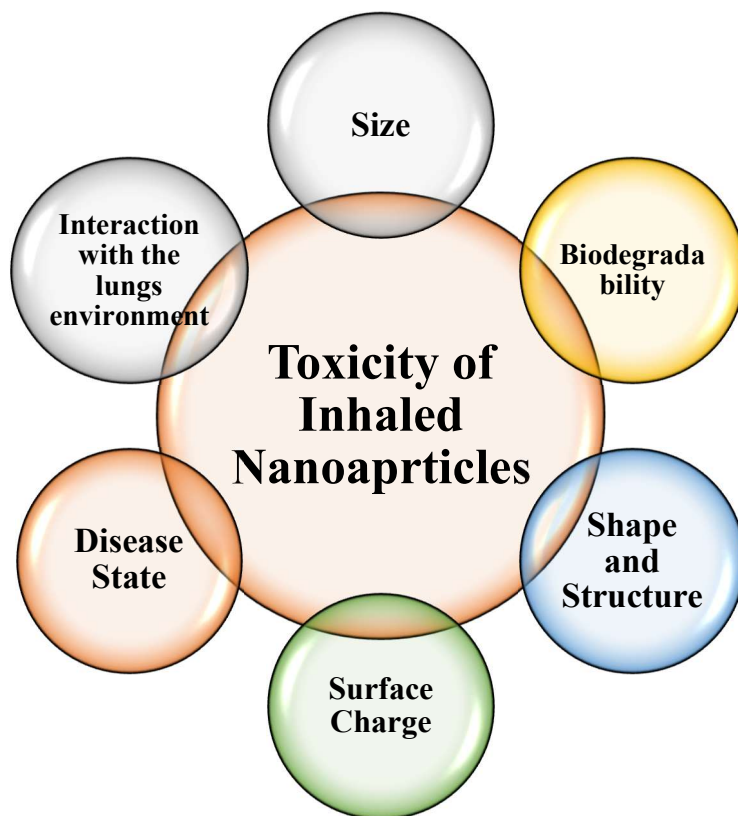 Size
Interaction
with the
lungs
environment
Biodegrada
bility
Toxicity of
Inhaled
Nanoaprticles
Disease
State
Shape
and
Structure
Surface
Charge